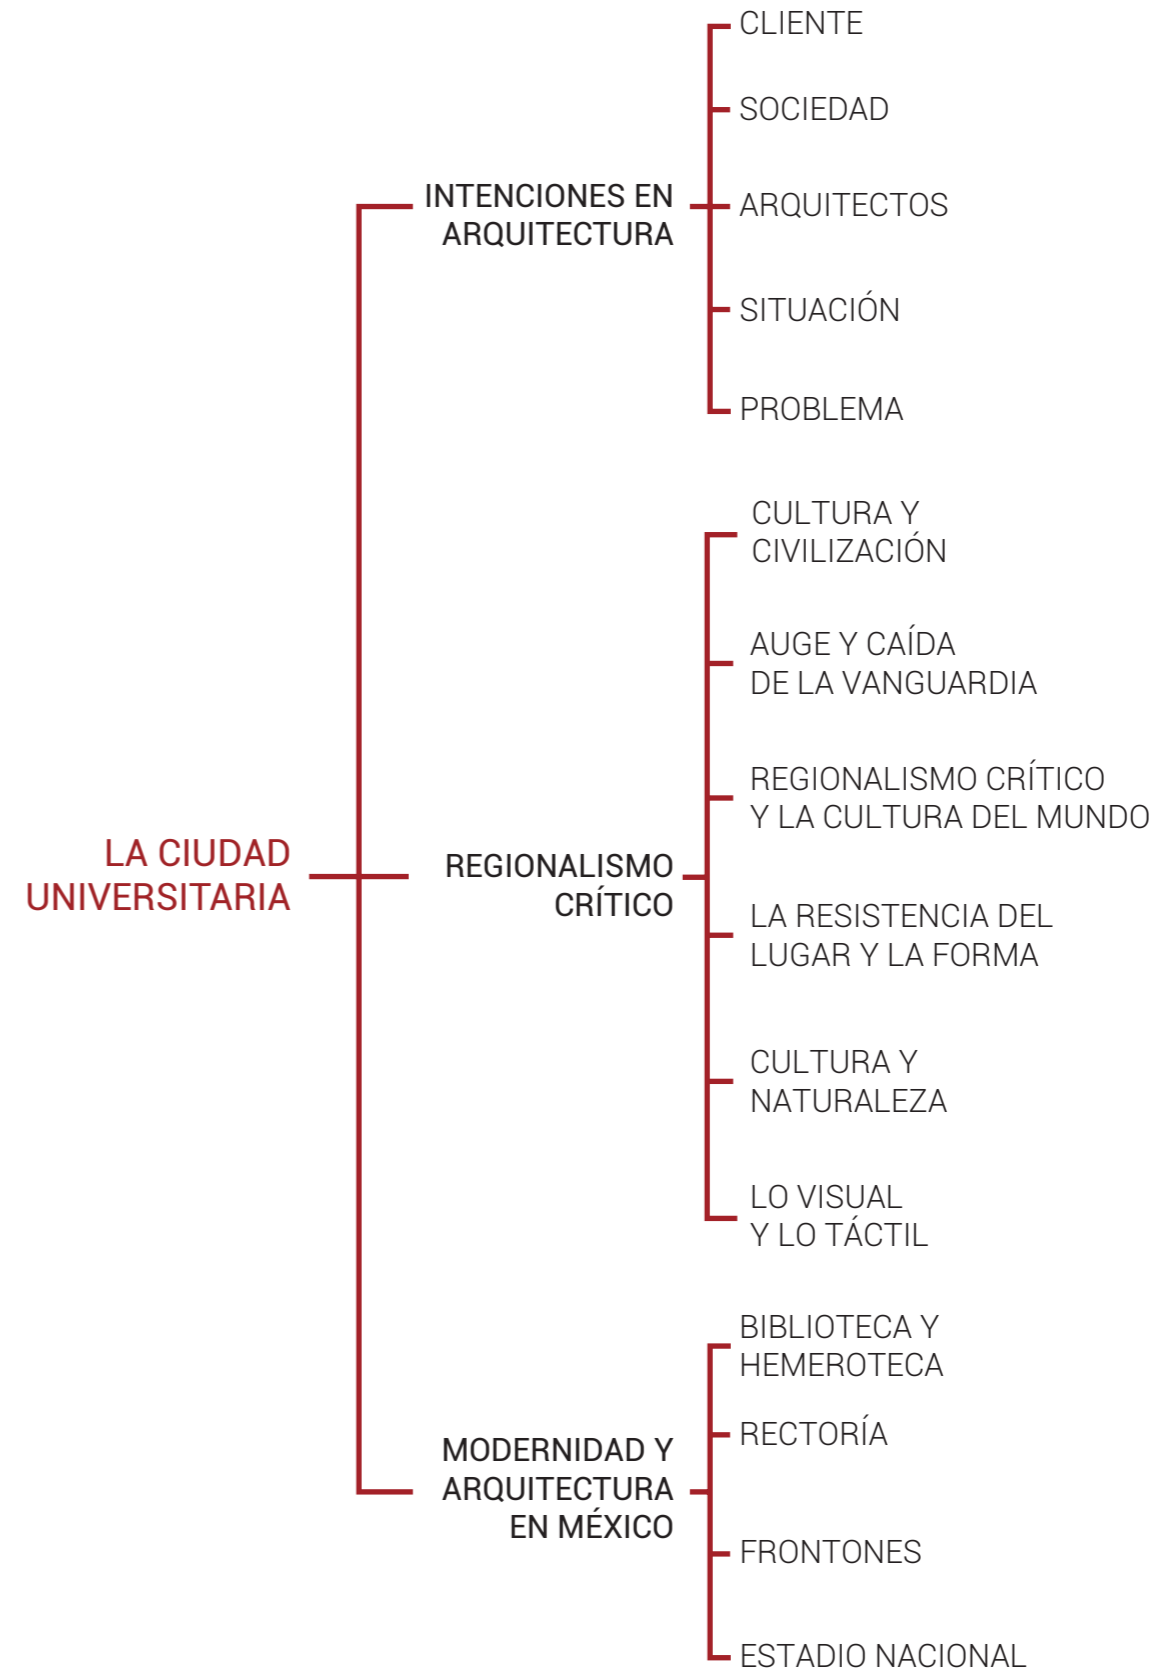 LA CIUDAD
UNIVERSITARIA
INTENCIONES EN
ARQUITECTURA
CLIENTE
SOCIEDAD
ARQUITECTOS
SITUACIÓN
PROBLEMA
REGIONALISMO
CRÍTICO
CULTURA Y
CIVILIZACIÓN
AUGE Y CAÍDA
DE LA VANGUARDIA
REGIONALISMO CRÍTICO
Y LA CULTURA DEL MUNDO
LA RESISTENCIA DEL
LUGAR Y LA FORMA
CULTURA Y
NATURALEZA
LO VISUAL
Y LO TÁCTIL
MODERNIDAD Y
ARQUITECTURA
EN MÉXICO
BIBLIOTECA Y
HEMEROTECA
RECTORÍA
FRONTONES
ESTADIO NACIONAL